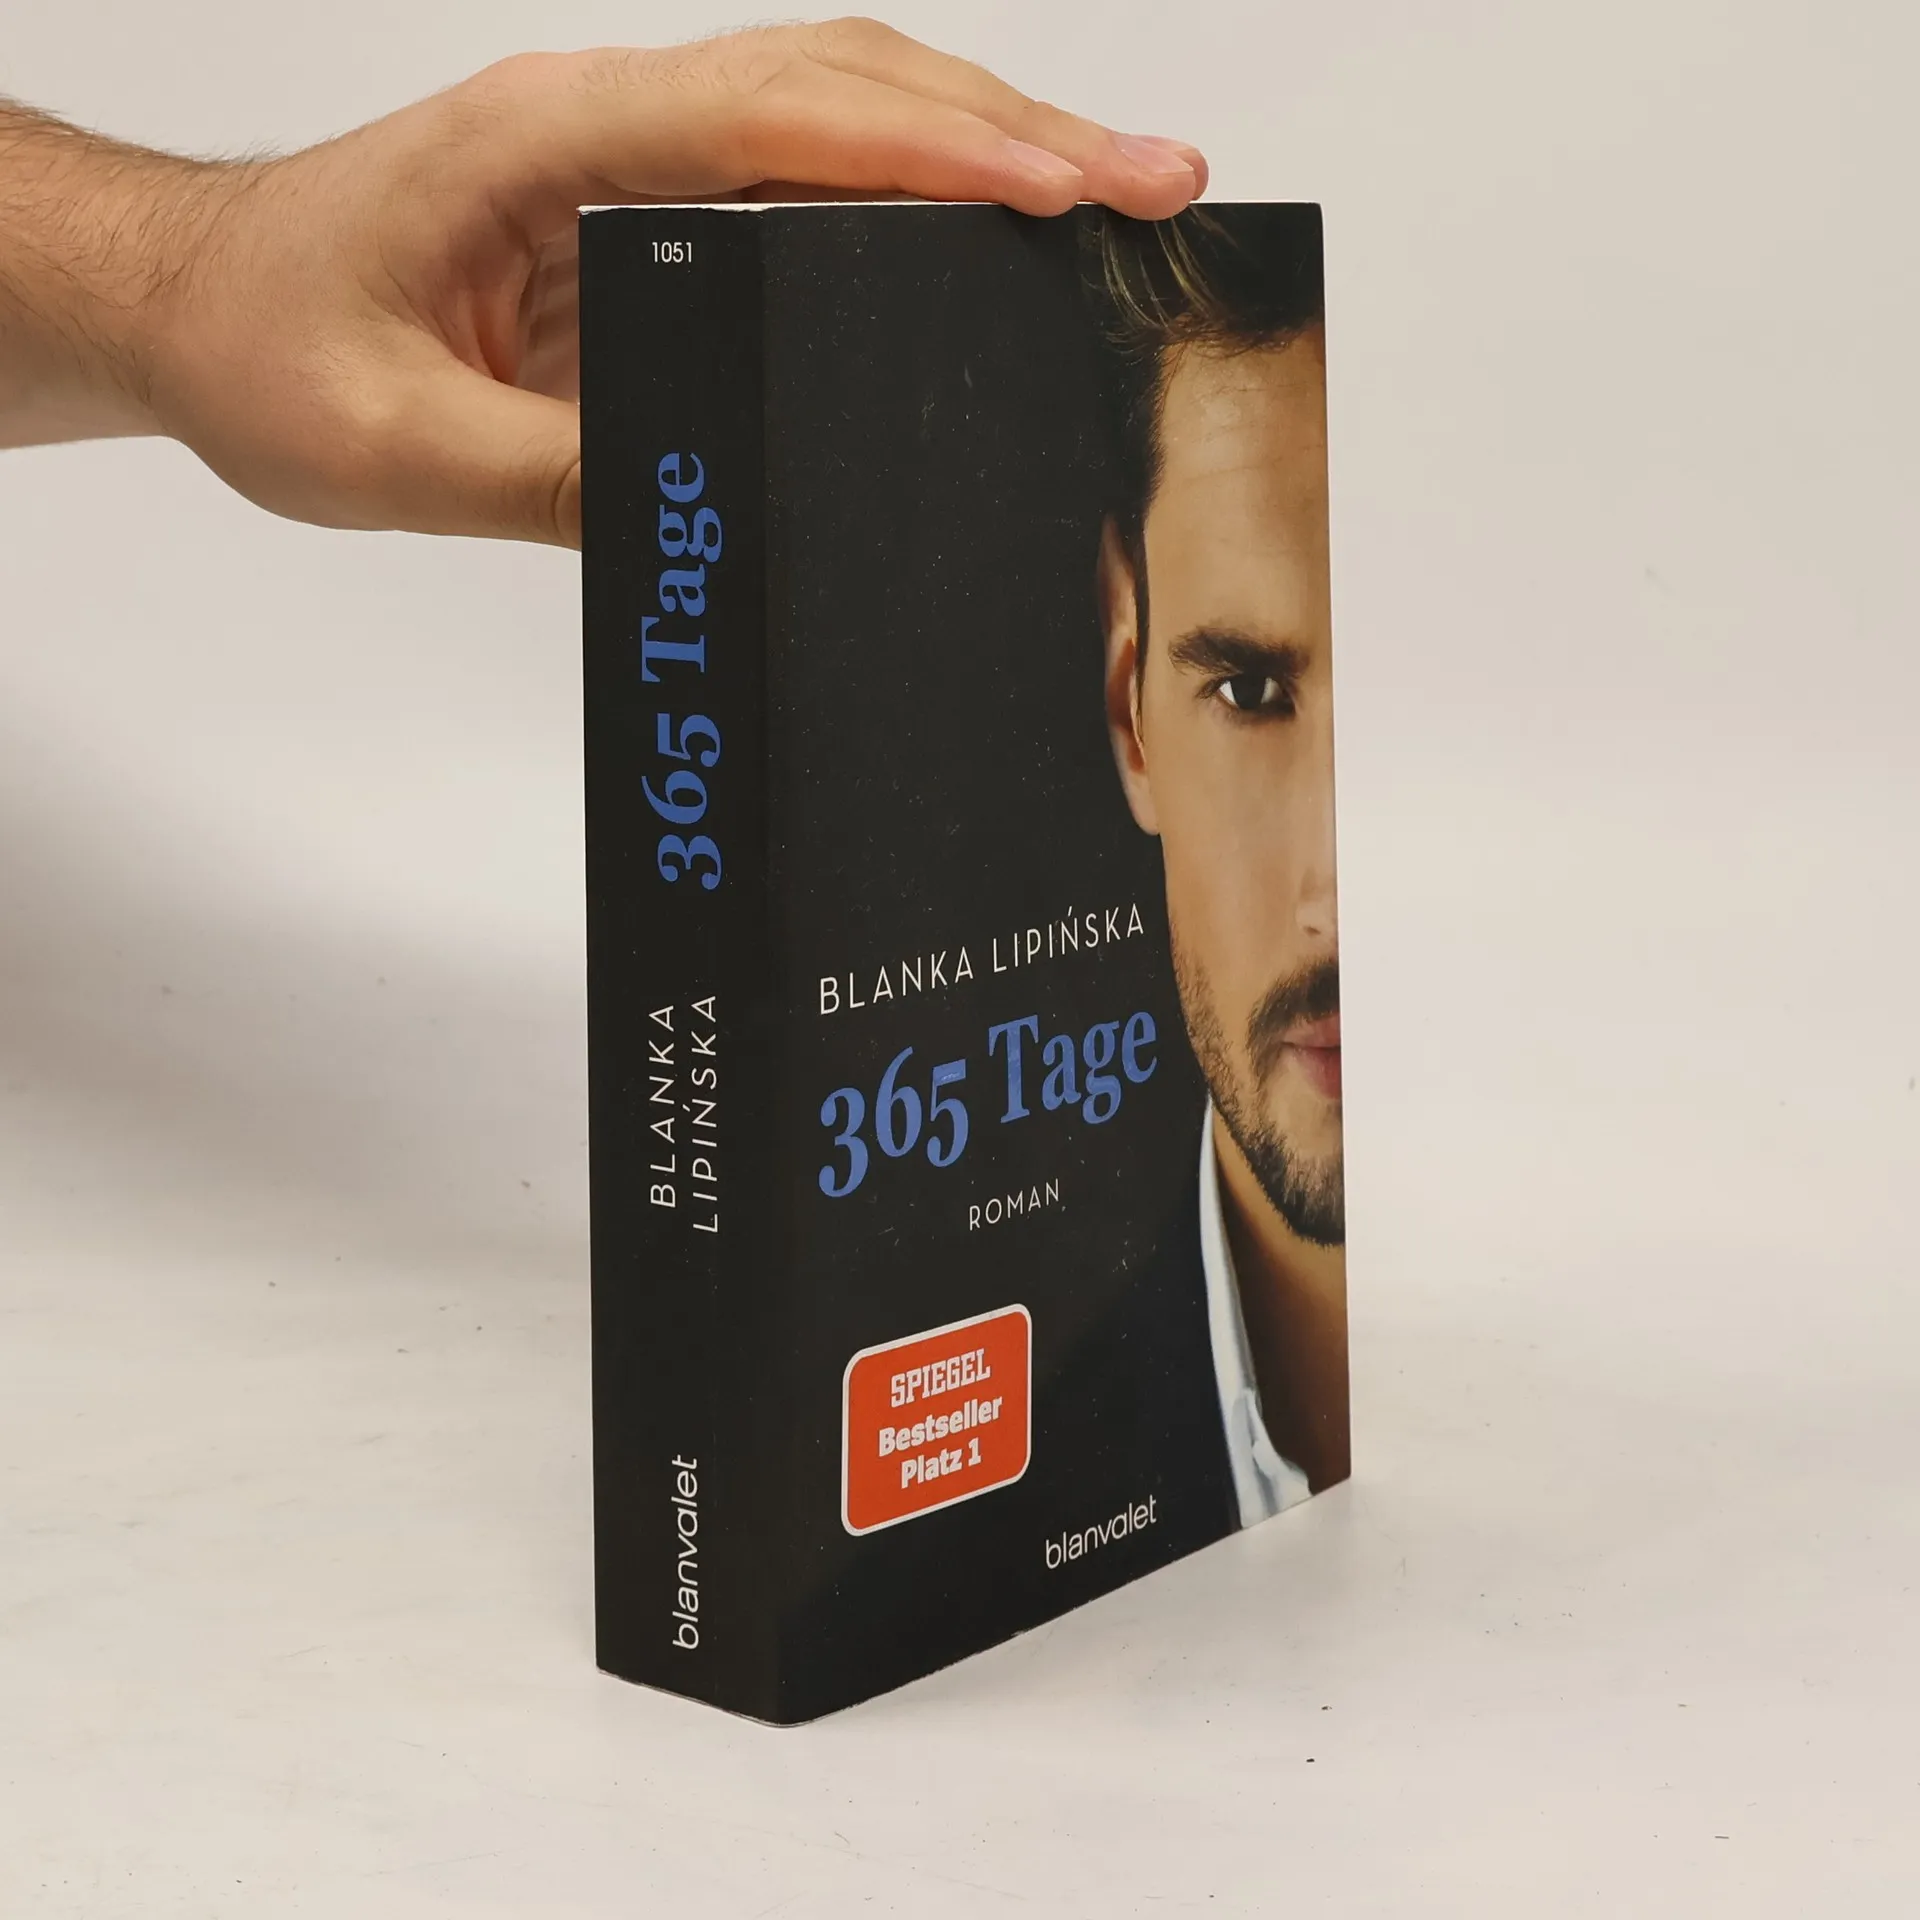 1051
365 Tage
BLANKA
LIPIŃSKA
blanvalet
BLANKA LIPIŃSKA
365 Tage
ROMAN
SPIEGEL
Bestseller
Platz 1
blanvalet